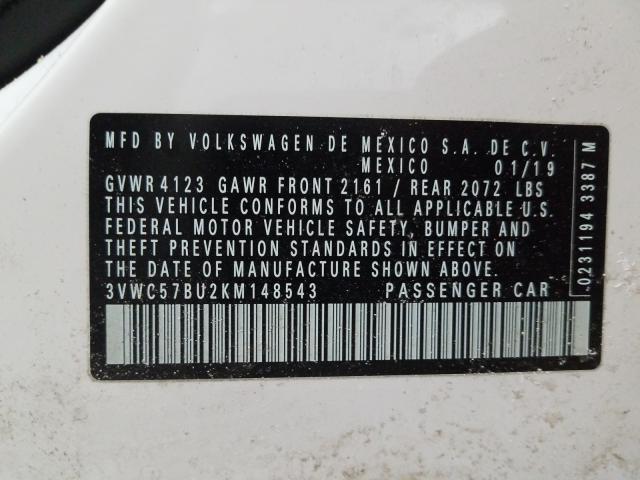 MFD BY VOLKSWAGEN DE MEXICO S.A. DE C.V.
MEXICO 01/19
GVWR 4123 GAWR FRONT 2161 / REAR 2072 LBS
THIS VEHICLE CONFORMS TO ALL APPLICABLE U.S.
FEDERAL MOTOR VEHICLE SAFETY, BUMPER AND
THEFT PREVENTION STANDARDS IN EFFECT ON
THE DATE OF MANUFACTURE SHOWN ABOVE.
3VWC57BU2KM148543 PASSENGER CAR
0231194 3387 M